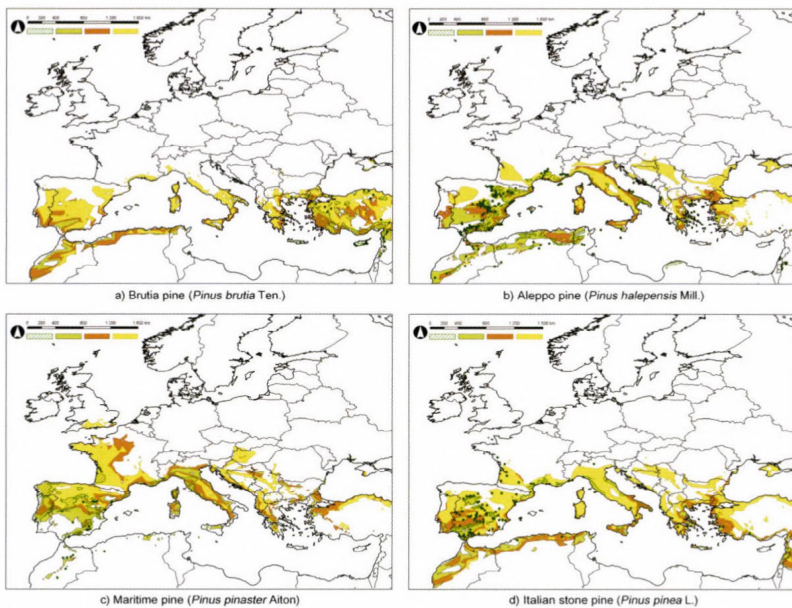 a) Brutia pine (Pinus brutia Ten.)
b) Aleppo pine (Pinus halepensis Mill.)
c) Maritime pine (Pinus pinaster Aiton)
d) Italian stone pine (Pinus pinea L.)